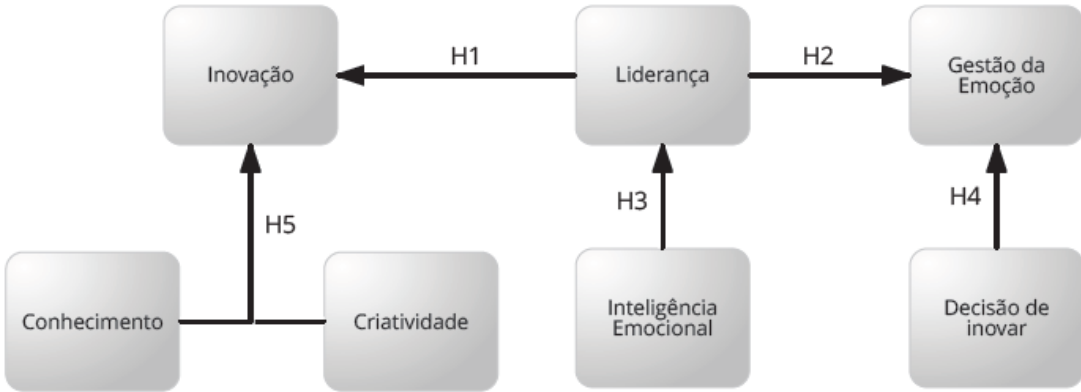 Inovação
H1
Liderança
H2
Gestão da
Emoção
H5
H3
H4
Conhecimento
Criatividade
Inteligência
Emocional
Decisão de
inovar